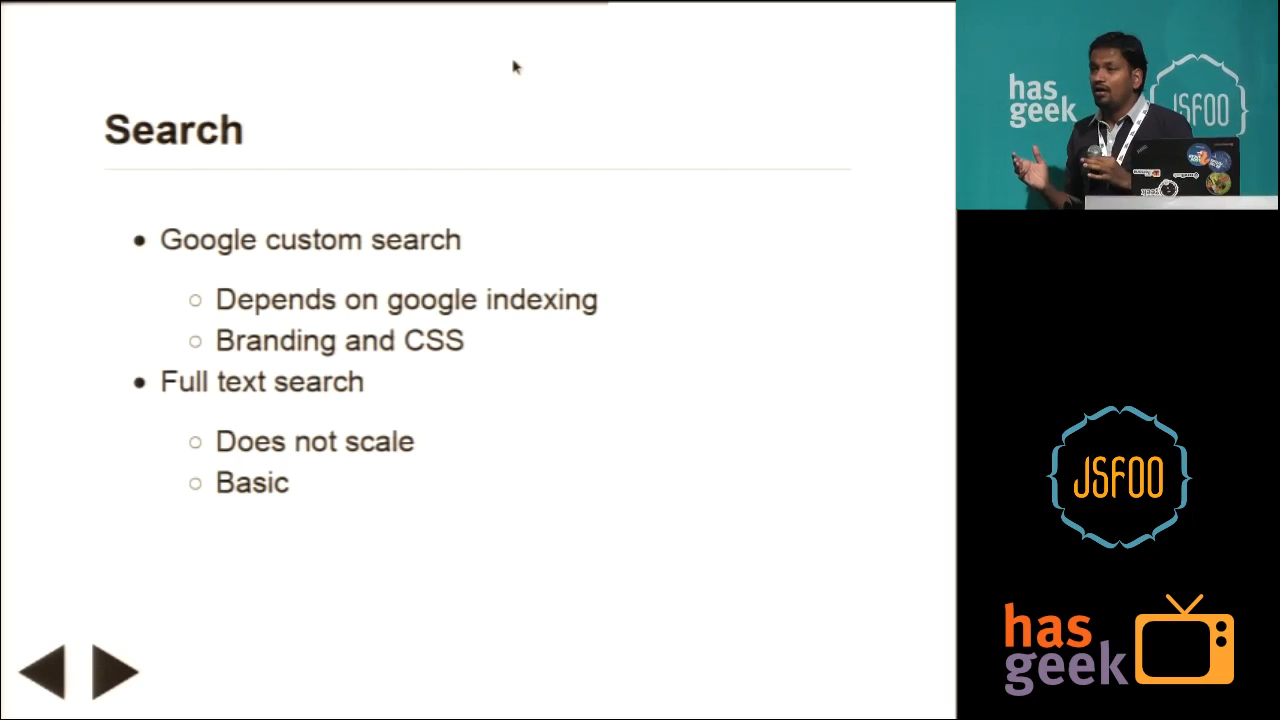 Search
Google custom search
Depends on google indexing
Branding and CSS
Full text search
Does not scale
Basic
has
geek
JSFOO
JSFOO
has
geek